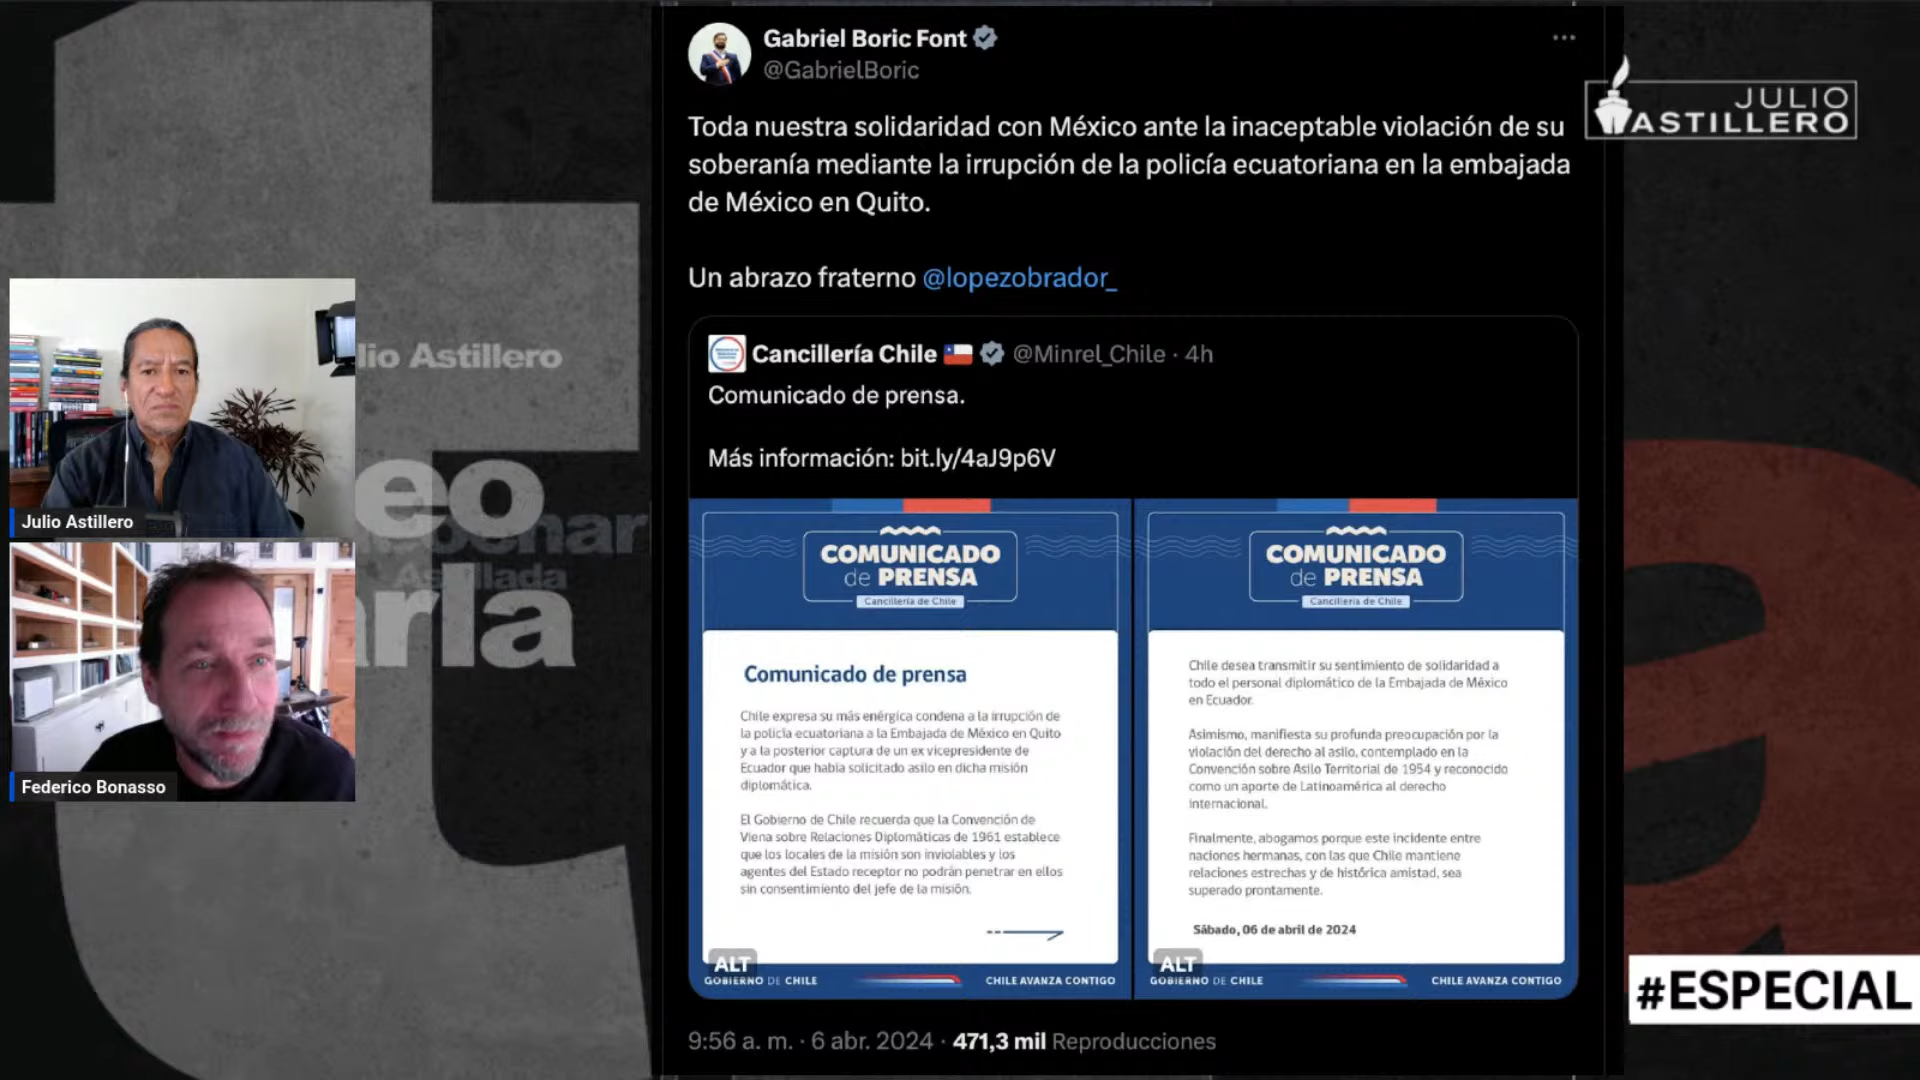 Gabriel Boric Font
@GabrielBoric
Toda nuestra solidaridad con México ante la inaceptable violación de su
soberanía mediante la irrupción de la policía ecuatoriana en la embajada
de México en Quito.
Un abrazo fraterno @lopezobrador_
Cancillería Chile @Minrel_Chile · 4h
Comunicado de prensa.
Más información: bit.ly/4aJ9p6V
COMUNICADO
de PRENSA
Cancillería de Chile
Comunicado de prensa
Chile expresa su más enérgica condena a la irrupción de
la policía ecuatoriana a la Embajada de México en Quito
y a la posterior captura de un ex vicepresidente de
Ecuador que había solicitado asilo en dicha misión
diplomática.
El Gobierno de Chile recuerda que la Convención de
Viena sobre Relaciones Diplomáticas de 1961 establece
que los locales de la misión son inviolables y los
agentes del Estado receptor no podrán penetrar en ellos
sin consentimiento del jefe de la misión.
ALT
GOBIERNO DE CHILE
CHILE AVANZA CONTIGO
COMUNICADO
de PRENSA
Cancillería de Chile
Chile desea transmitir su sentimiento de solidaridad a
todo el personal diplomático de la Embajada de México
en Ecuador.
Asimismo, manifiesta su profunda preocupación por la
violación del derecho al asilo, contemplado en la
Convención sobre Asilo Territorial de 1954 y reconocido
como un aporte de Latinoamérica al derecho
internacional.
Finalmente, abogamos porque este incidente entre
naciones hermanas, con las que Chile mantiene
relaciones estrechas y de histórica amistad, sea
superado prontamente.
Sábado, 06 de abril de 2024
ALT
GOBIERNO DE CHILE
CHILE AVANZA CONTIGO
9:56 a. m. · 6 abr. 2024 · 471,3 mil Reproducciones
JULIO
ASTILLERO
lio Astillero
Julio Astillero
Federico Bonasso
#ESPECIAL